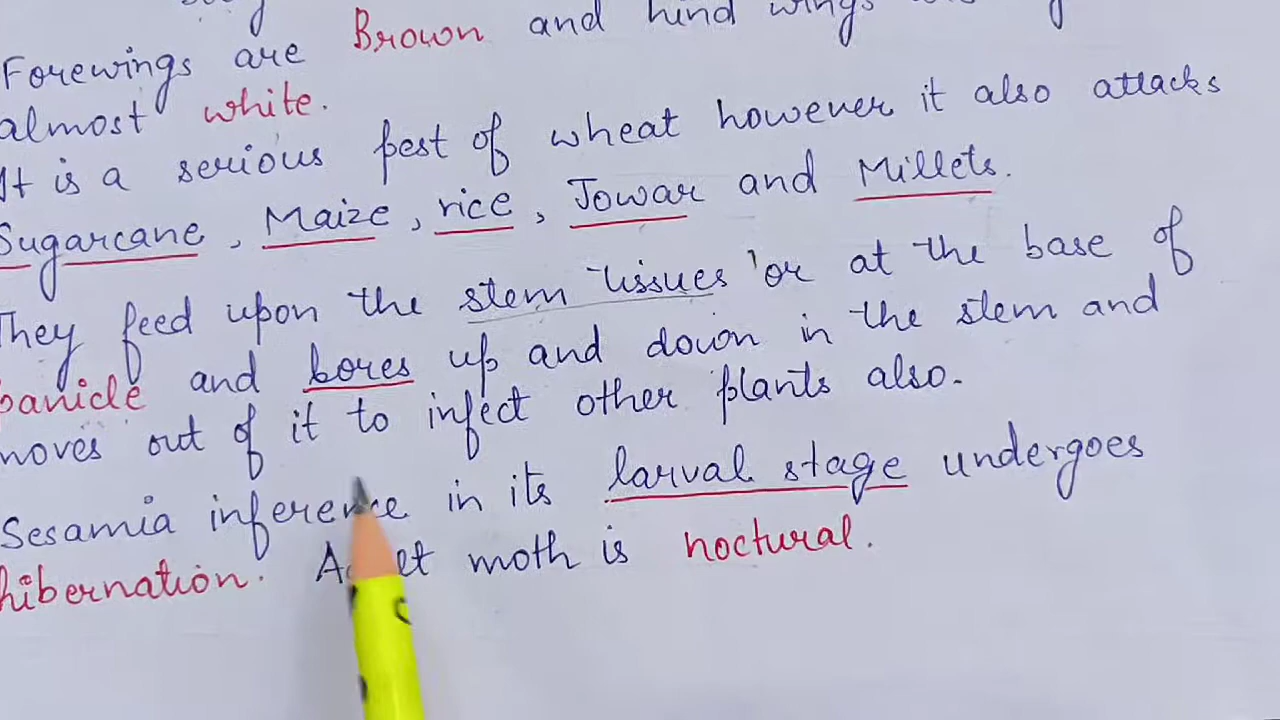 Forewings are Brown and hind wings
almost white.
It is a serious pest of wheat however it also attacks
Sugarcane, Maize, rice, Jowar and Millets.
They feed upon the stem tissues or at the base of
panicle and bores up and down in the stem and
moves out of it to infect other plants also.
Sesamia inference in its larval stage undergoes
hibernation. moth is noctural.